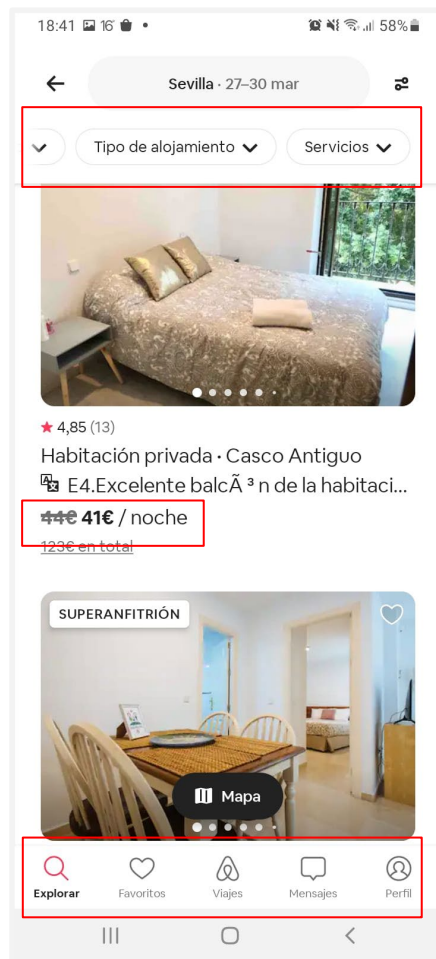 18:41 16° 58%
Sevilla · 27–30 mar
Tipo de alojamiento
Servicios
4,85 (13)
Habitación privada · Casco Antiguo
E4.Excelente balcÃ ³ n de la habitaci...
44€ 41€ / noche
123€ en total
SUPERANFITRIÓN
Mapa
Explorar Favoritos Viajes Mensajes Perfil